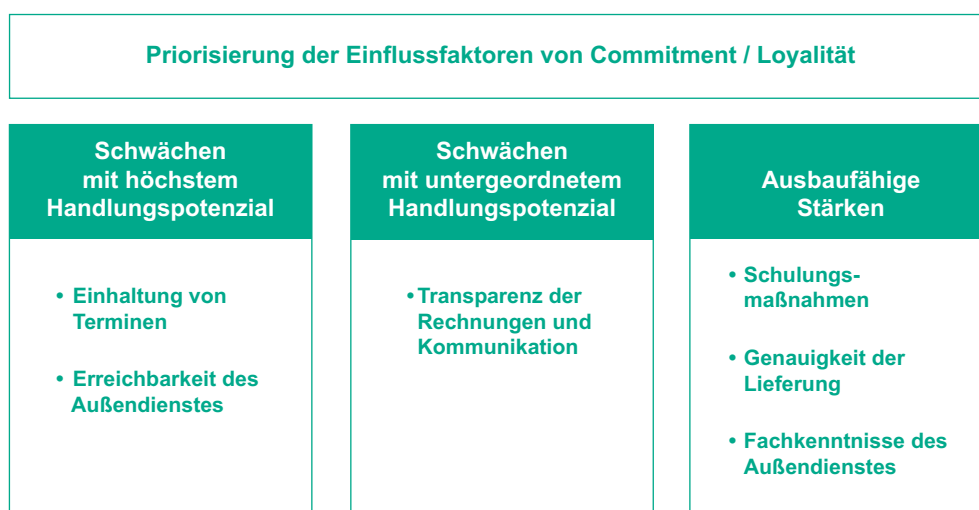 Priorisierung der Einflussfaktoren von Commitment / Loyalität
Schwächen
mit höchstem
Handlungspotenzial
• Einhaltung von
Terminen
• Erreichbarkeit des
Außendienstes
Schwächen
mit untergeordnetem
Handlungspotenzial
• Transparenz der
Rechnungen und
Kommunikation
Ausbaufähige
Stärken
• Schulungs-
maßnahmen
• Genauigkeit der
Lieferung
• Fachkenntnisse des
Außendienstes